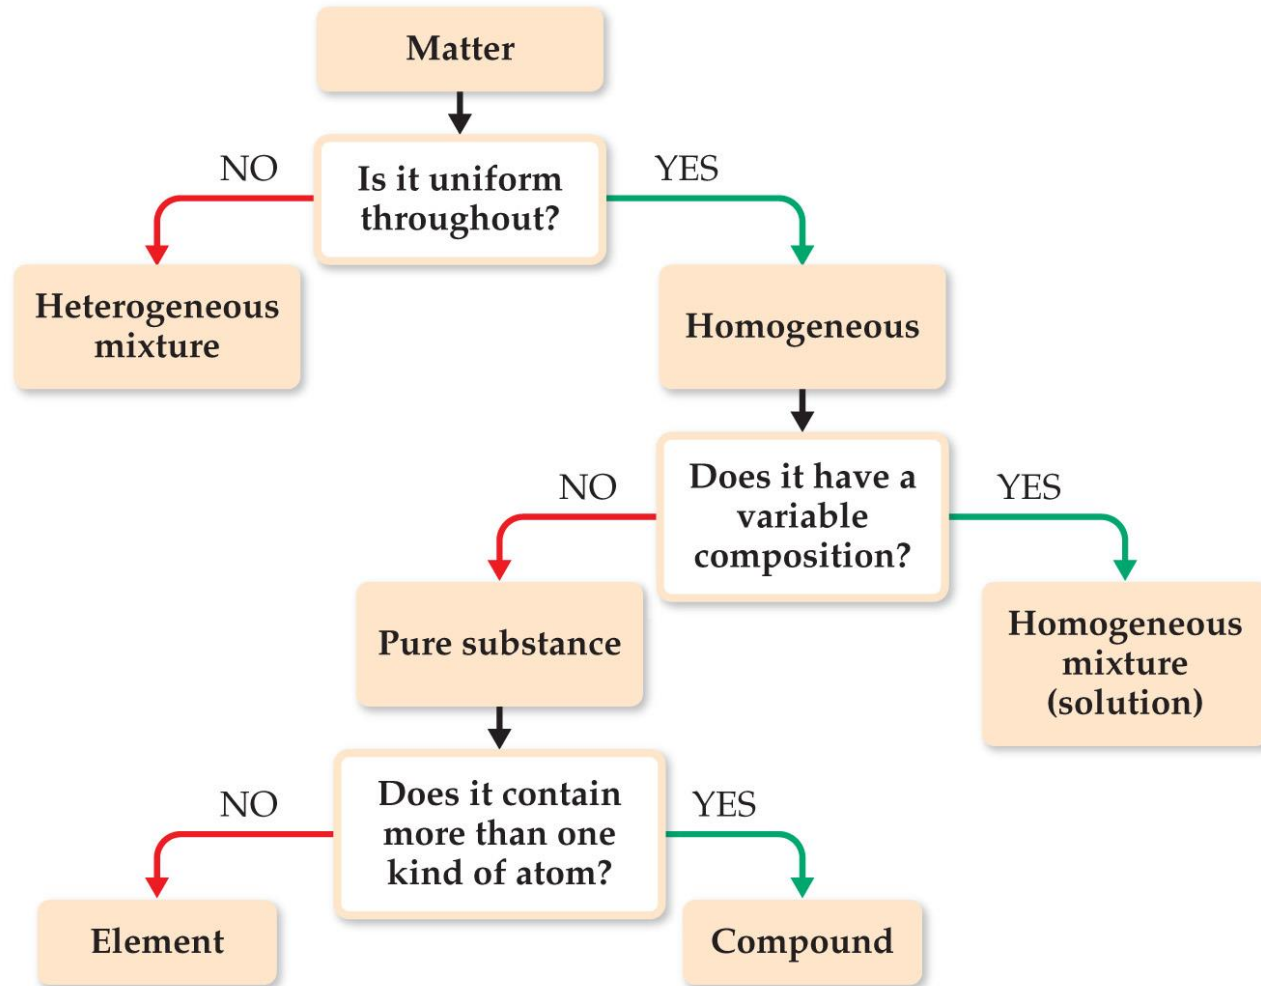 Matter
NO
Is it uniform
throughout?
YES
Heterogeneous
mixture
Homogeneous
NO
Does it have a
variable
composition?
YES
Pure substance
Homogeneous
mixture
(solution)
NO
Does it contain
more than one
kind of atom?
YES
Element
Compound